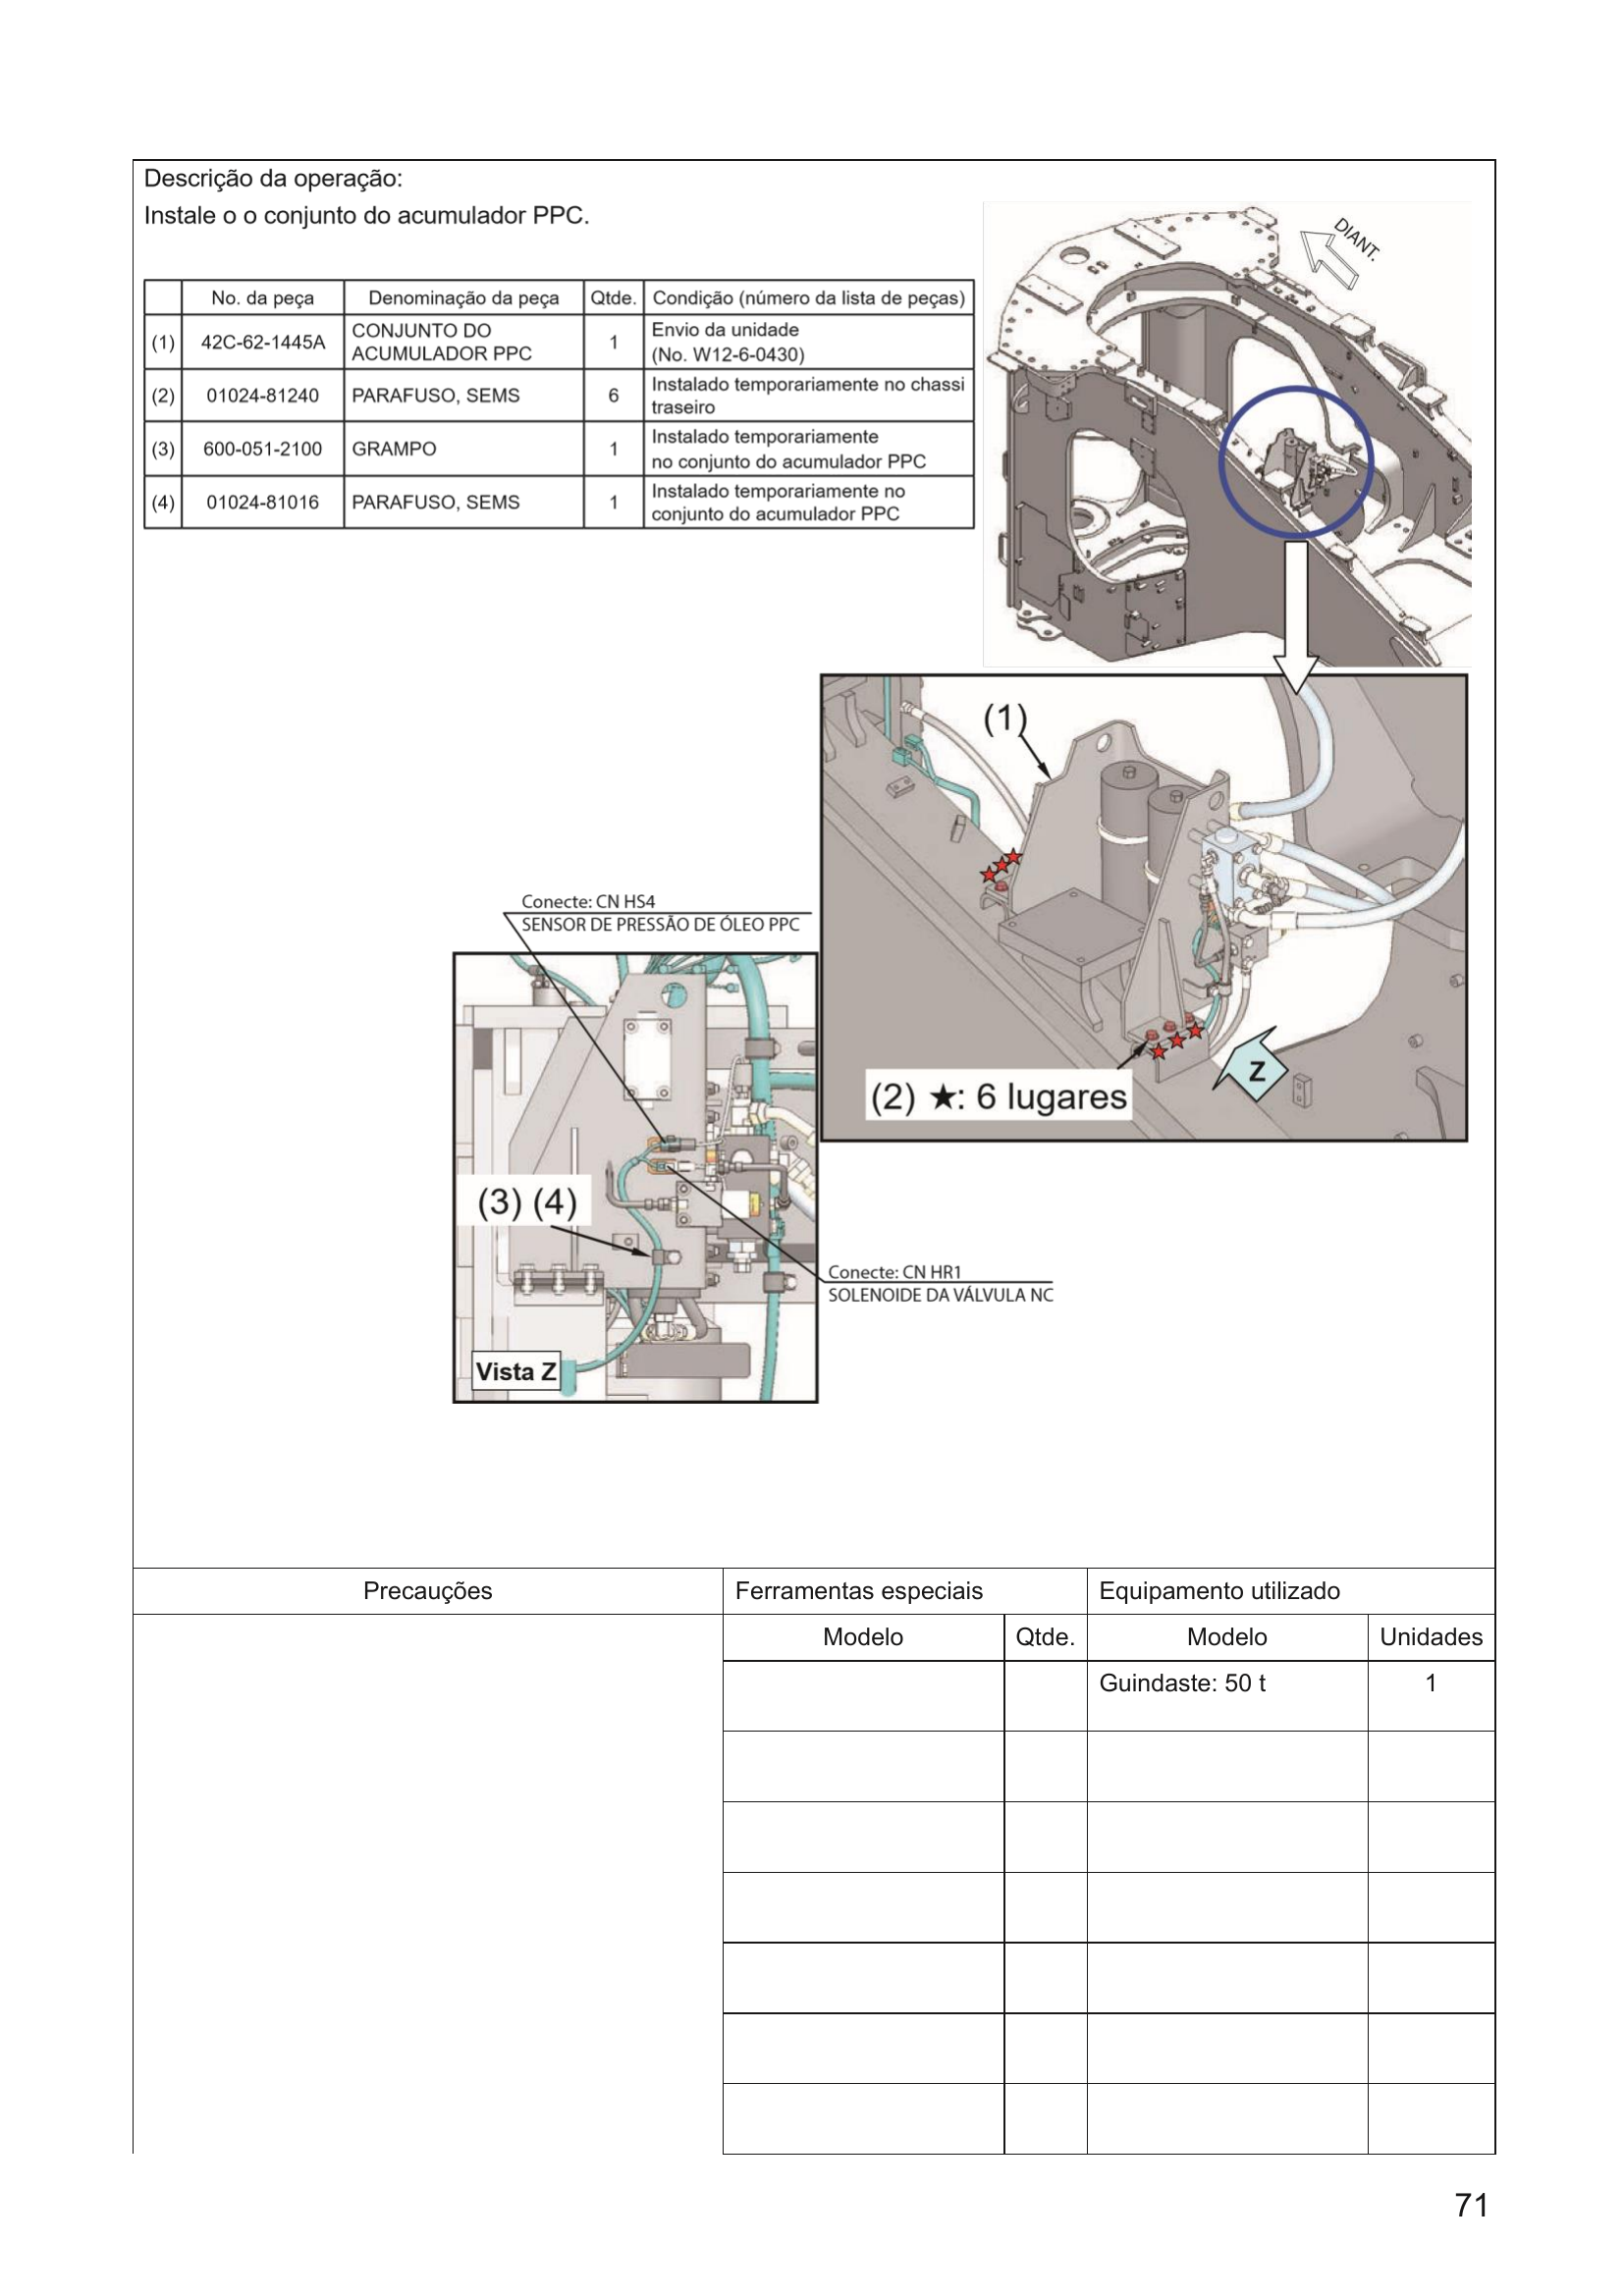 Descrição da operação:
Instale o o conjunto do acumulador PPC.
No. da peça Denominação da peça Qtde. Condição (número da lista de peças)
(1) 42C-62-1445A CONJUNTO DO ACUMULADOR PPC 1 Envio da unidade (No. W12-6-0430)
(2) 01024-81240 PARAFUSO, SEMS 6 Instalado temporariamente no chassi traseiro
(3) 600-051-2100 GRAMPO 1 Instalado temporariamente no conjunto do acumulador PPC
(4) 01024-81016 PARAFUSO, SEMS 1 Instalado temporariamente no conjunto do acumulador PPC
DIANT.
(1)
(2) ★: 6 lugares
Z
Conecte: CN HS4
SENSOR DE PRESSÃO DE ÓLEO PPC
(3) (4)
Conecte: CN HR1
SOLENOIDE DA VÁLVULA NC
Vista Z
Precauções Ferramentas especiais Equipamento utilizado
Modelo Qtde. Modelo Unidades
Guindaste: 50 t 1
71